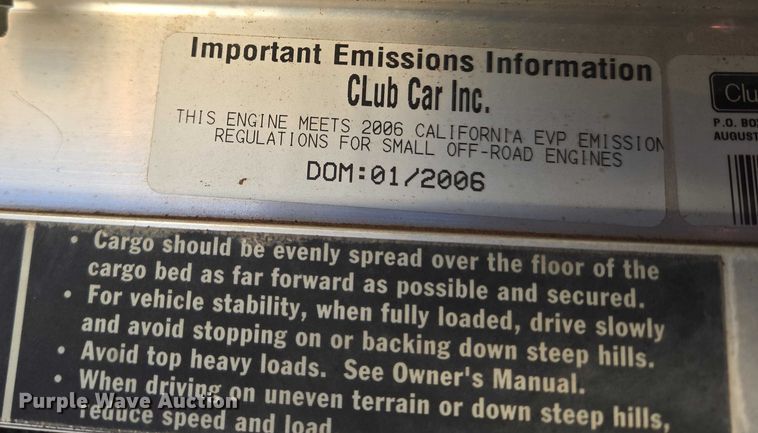 Important Emissions Information
CLub Car Inc.
THIS ENGINE MEETS 2006 CALIFORNIA EVP EMISSION
REGULATIONS FOR SMALL OFF-ROAD ENGINES
DOM:01/2006
Clu
P.O. BO
AUGUST
• Cargo should be evenly spread over the floor of the
cargo bed as far forward as possible and secured.
• For vehicle stability, when fully loaded, drive slowly
and avoid stopping on or backing down steep hills.
• Avoid top heavy loads. See Owner's Manual.
• When driving on uneven terrain or down steep hills,
reduce speed and load
Purple Wave Auction